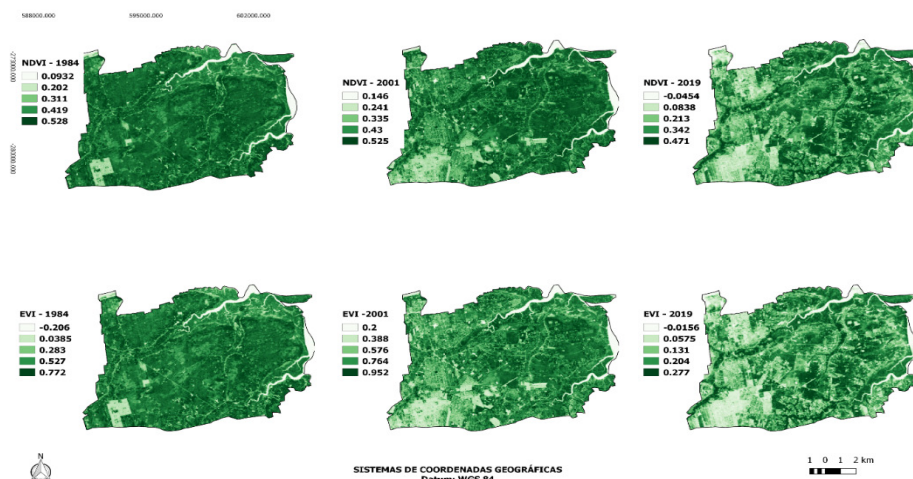 588000.000 595000.000 602000.000
NDVI - 1984
0.0932
0.202
0.311
0.419
0.528
NDVI - 2001
0.146
0.241
0.335
0.43
0.525
NDVI - 2019
-0.0454
0.0838
0.213
0.342
0.471
EVI - 1984
-0.206
0.0385
0.283
0.527
0.772
EVI -2001
0.2
0.388
0.576
0.764
0.952
EVI - 2019
-0.0156
0.0575
0.131
0.204
0.277
N
SISTEMAS DE COORDENADAS GEOGRÁFICAS
Datum: WGS 84
1 0 1 2 km